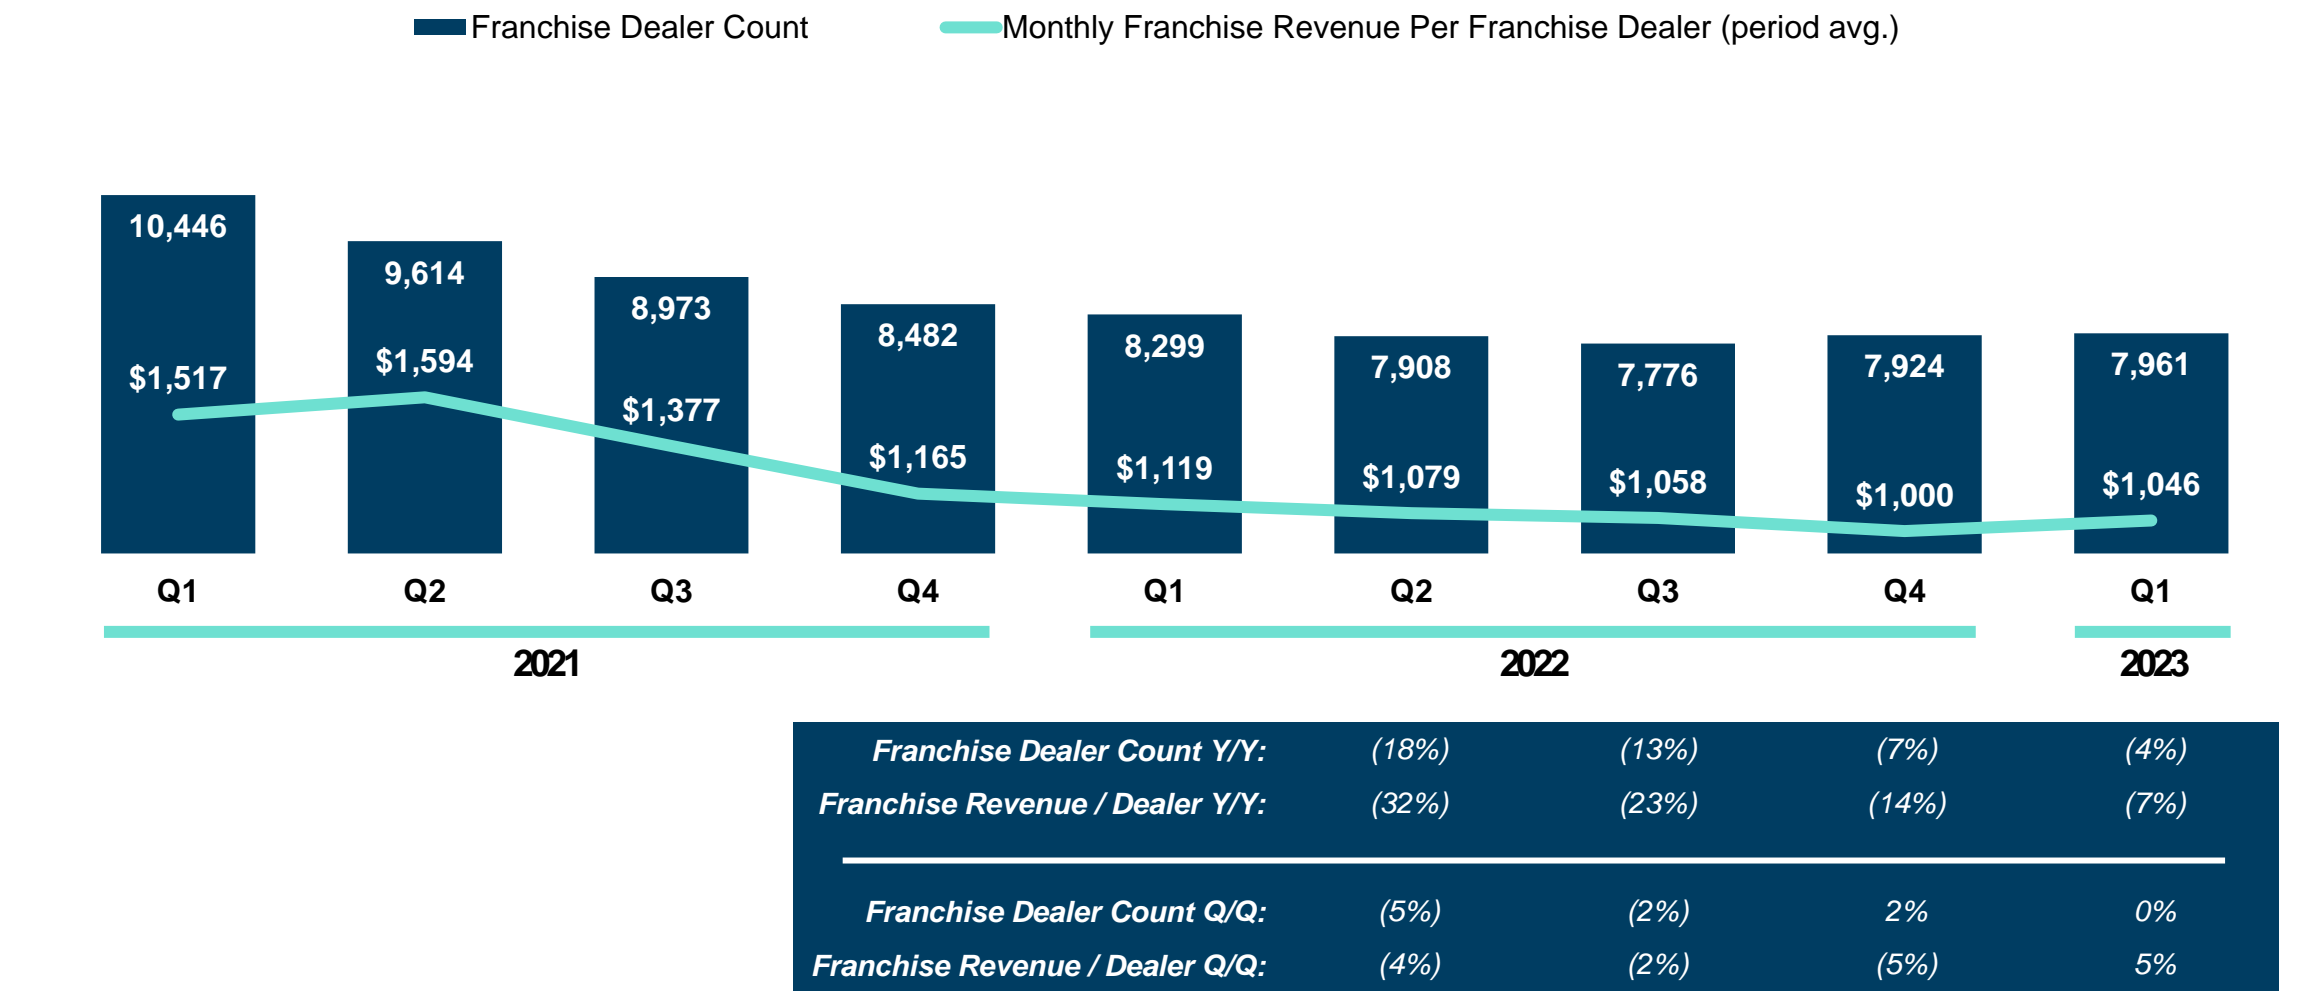 Franchise Dealer Count Monthly Franchise Revenue Per Franchise Dealer (period avg.)
10,446 9,614 8,973 8,482 8,299 7,908 7,776 7,924 7,961
$1,517 $1,594 $1,377 $1,165 $1,119 $1,079 $1,058 $1,000 $1,046
Q1 Q2 Q3 Q4 Q1 Q2 Q3 Q4 Q1
2021 2022 2023
Franchise Dealer Count Y/Y: (18%) (13%) (7%) (4%)
Franchise Revenue / Dealer Y/Y: (32%) (23%) (14%) (7%)
Franchise Dealer Count Q/Q: (5%) (2%) 2% 0%
Franchise Revenue / Dealer Q/Q: (4%) (2%) (5%) 5%